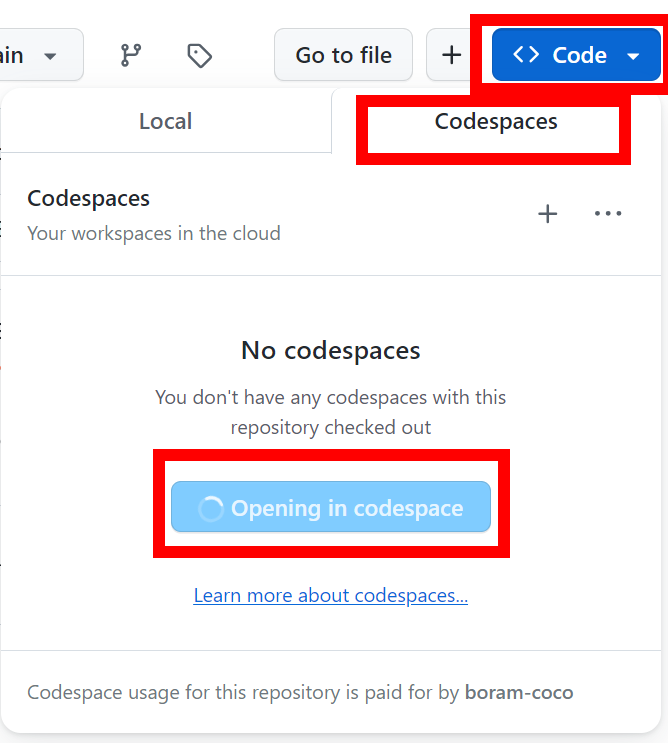 ain
Go to file
+
<> Code
Local
Codespaces
Codespaces
Your workspaces in the cloud
+ ...
No codespaces
You don't have any codespaces with this
repository checked out
Opening in codespace
Learn more about codespaces...
Codespace usage for this repository is paid for by boram-coco